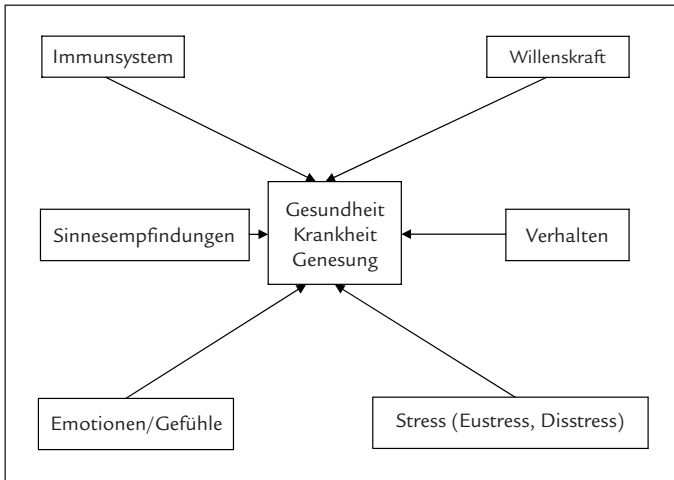 Immunsystem
Willenskraft
Gesundheit
Krankheit
Genesung
Sinnesempfindungen
Verhalten
Emotionen/Gefühle
Stress (Eustress, Disstress)